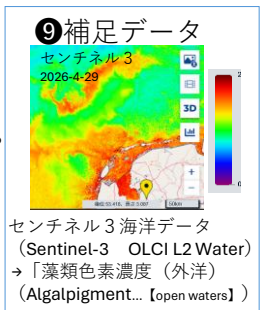 ❾補足データ
センチネル３
2026-4-29
3D
+
−
50km
センチネル３海洋データ
（Sentinel-3　OLCI L2 Water）
→「藻類色素濃度（外洋）
（Algalpigment...【open waters】）